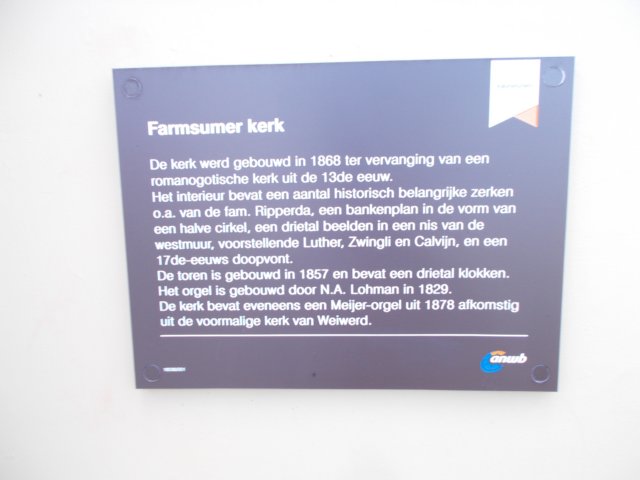 Farmsumer kerk
De kerk werd gebouwd in 1868 ter vervanging van een
romanogotische kerk uit de 13de eeuw.
Het interieur bevat een aantal historisch belangrijke zerken
o.a. van de fam. Ripperda, een bankenplan in de vorm van
een halve cirkel, een drietal beelden in een nis van de
westmuur, voorstellende Luther, Zwingli en Calvijn, en een
17de-eeuws doopvont.
De toren is gebouwd in 1857 en bevat een drietal klokken.
Het orgel is gebouwd door N.A. Lohman in 1829.
De kerk bevat eveneens een Meijer-orgel uit 1878 afkomstig
uit de voormalige kerk van Weiwerd.
anwb